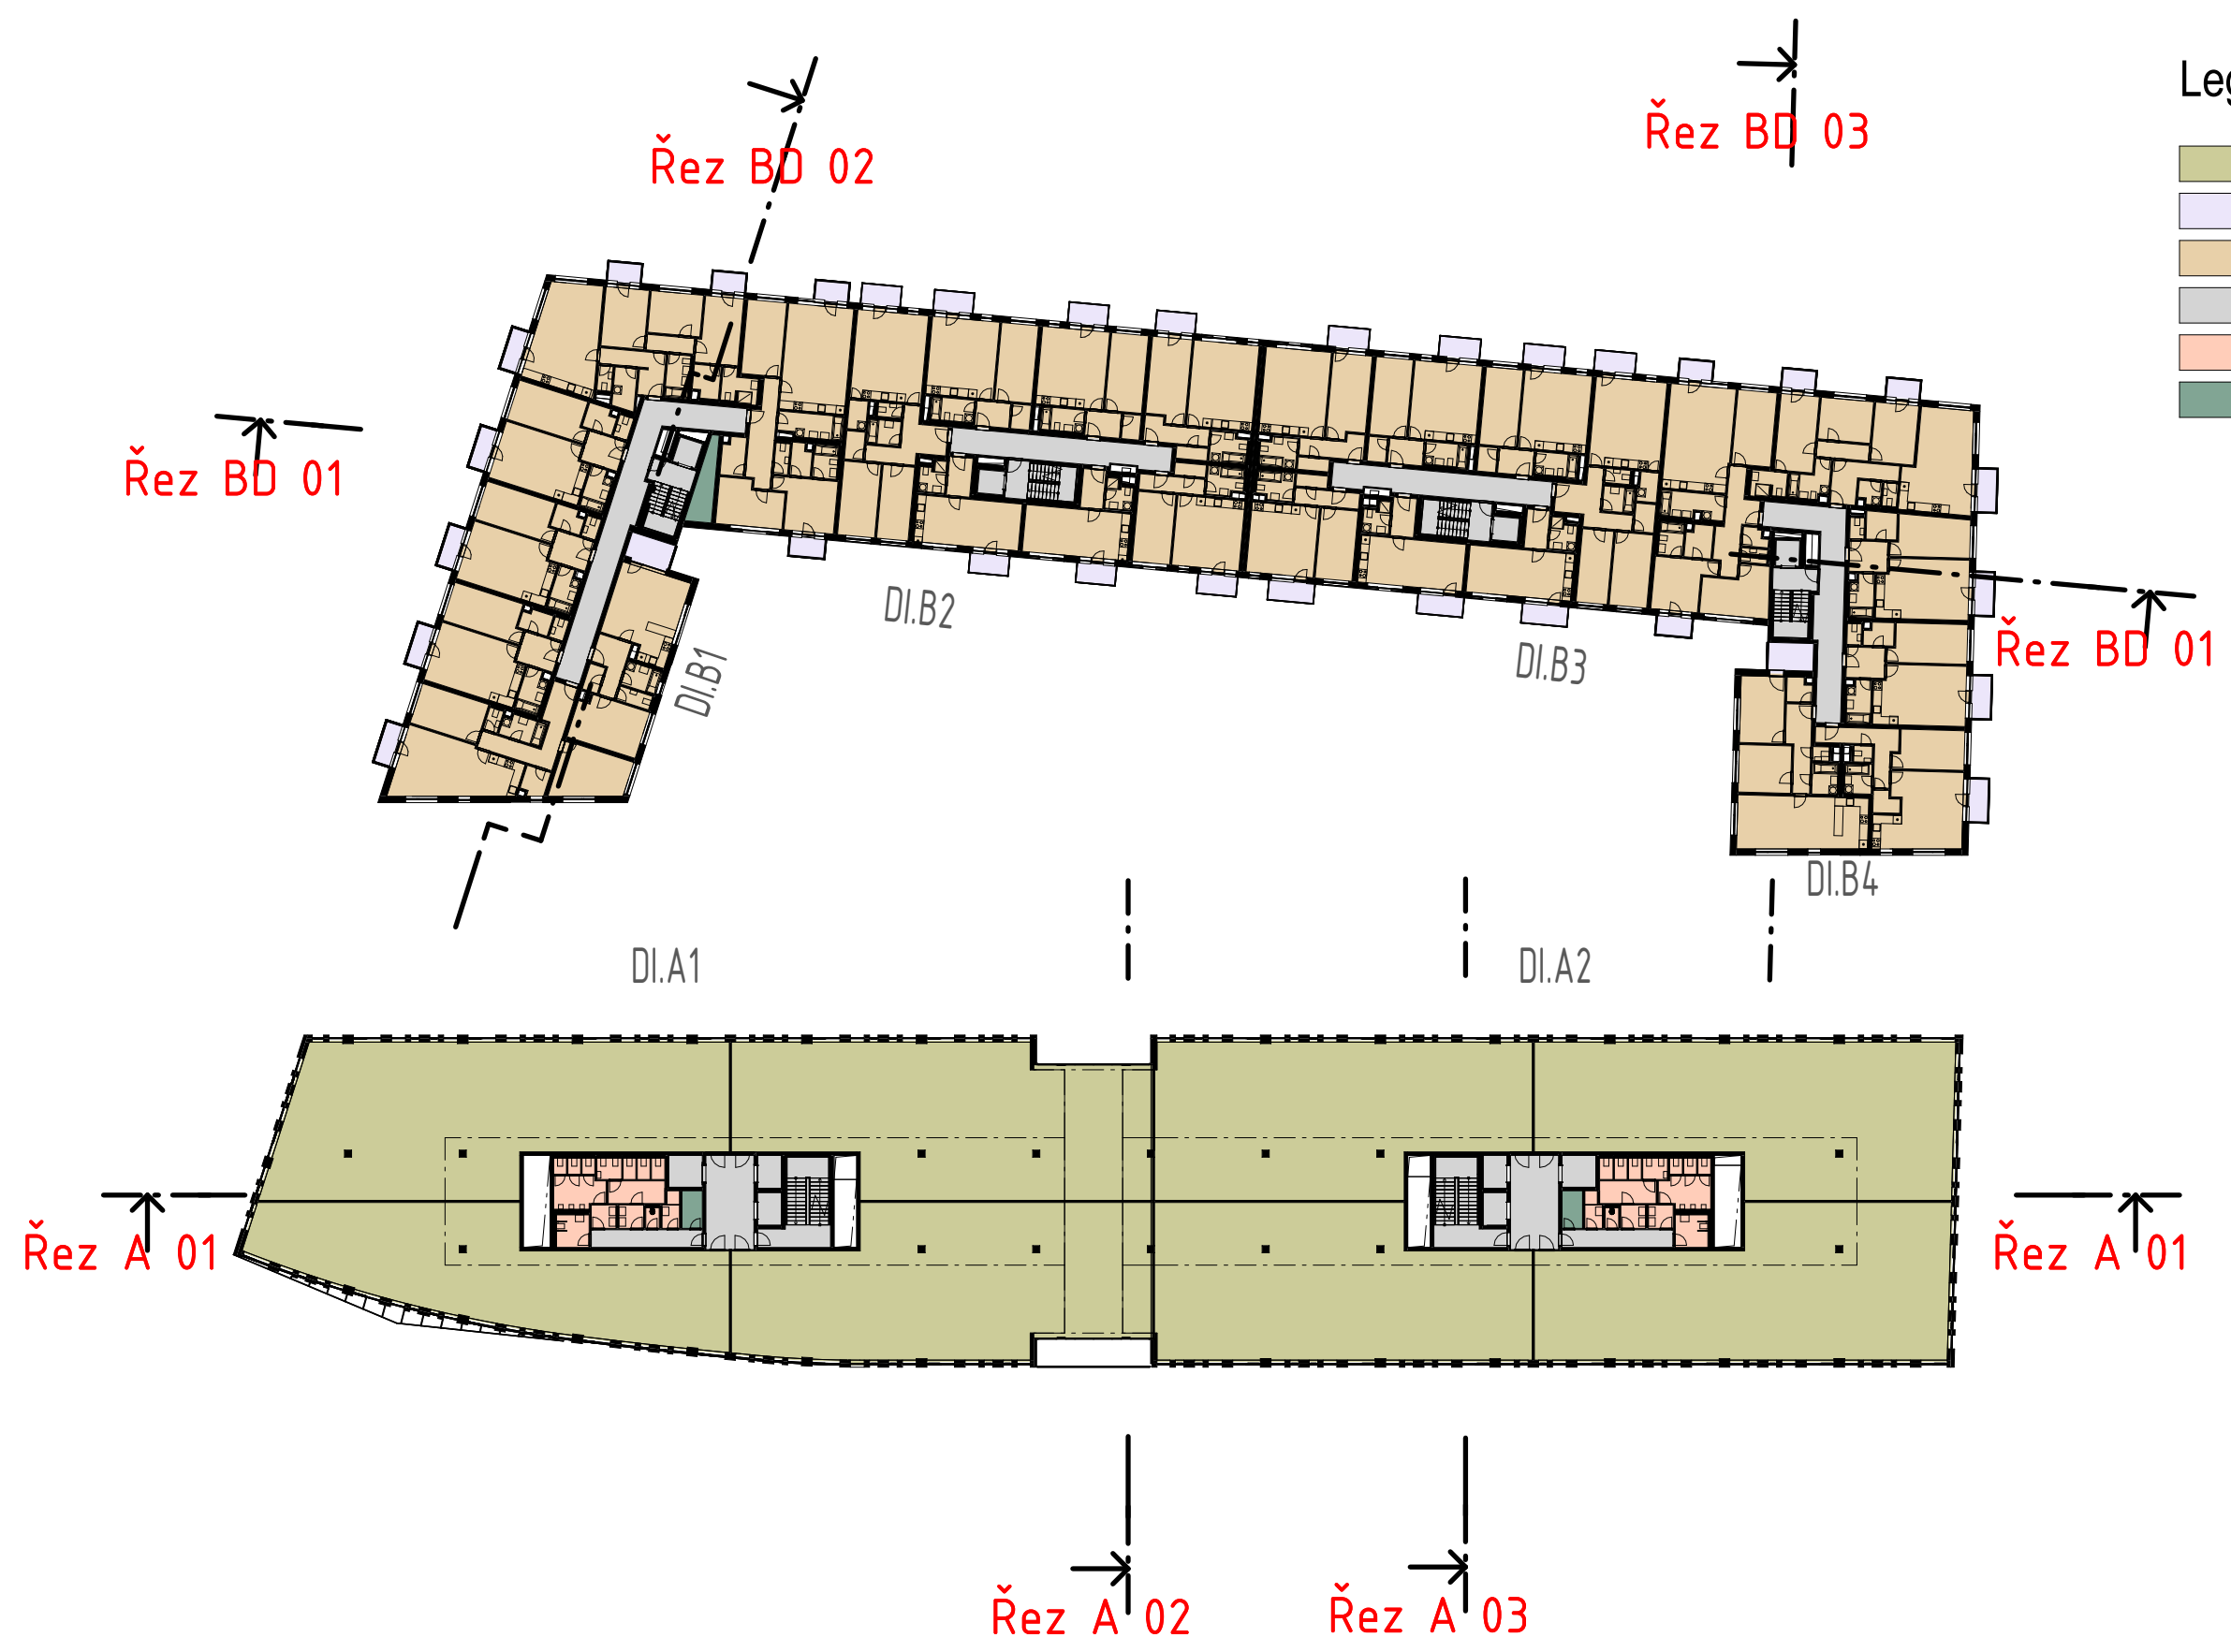 Řez BD 03
Leg
Řez BD 02
Řez BD 01
DI.B2
DI.B1
DI.B3
Řez BD 01
DI.B4
DI.A1
DI.A2
Řez A 01
Řez A 01
Řez A 02
Řez A 03